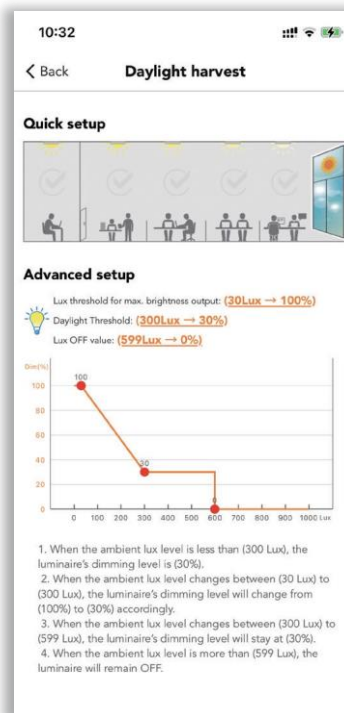 10:32
Back Daylight harvest
Quick setup
Advanced setup
Lux threshold for max. brightness output: (30Lux → 100%)
Daylight Threshold: (300Lux → 30%)
Lux OFF value: (599Lux → 0%)
Dim(%)
100
100
80
60
40
30
20
0
0
0 100 200 300 400 500 600 700 800 900 1000 Lux
1. When the ambient lux level is less than (300 Lux), the
luminaire's dimming level is (30%).
2. When the ambient lux level changes between (30 Lux) to
(300 Lux), the luminaire's dimming level will change from
(100%) to (30%) accordingly.
3. When the ambient lux level changes between (300 Lux) to
(599 Lux), the luminaire's dimming level will stay at (30%).
4. When the ambient lux level is more than (599 Lux), the
luminaire will remain OFF.